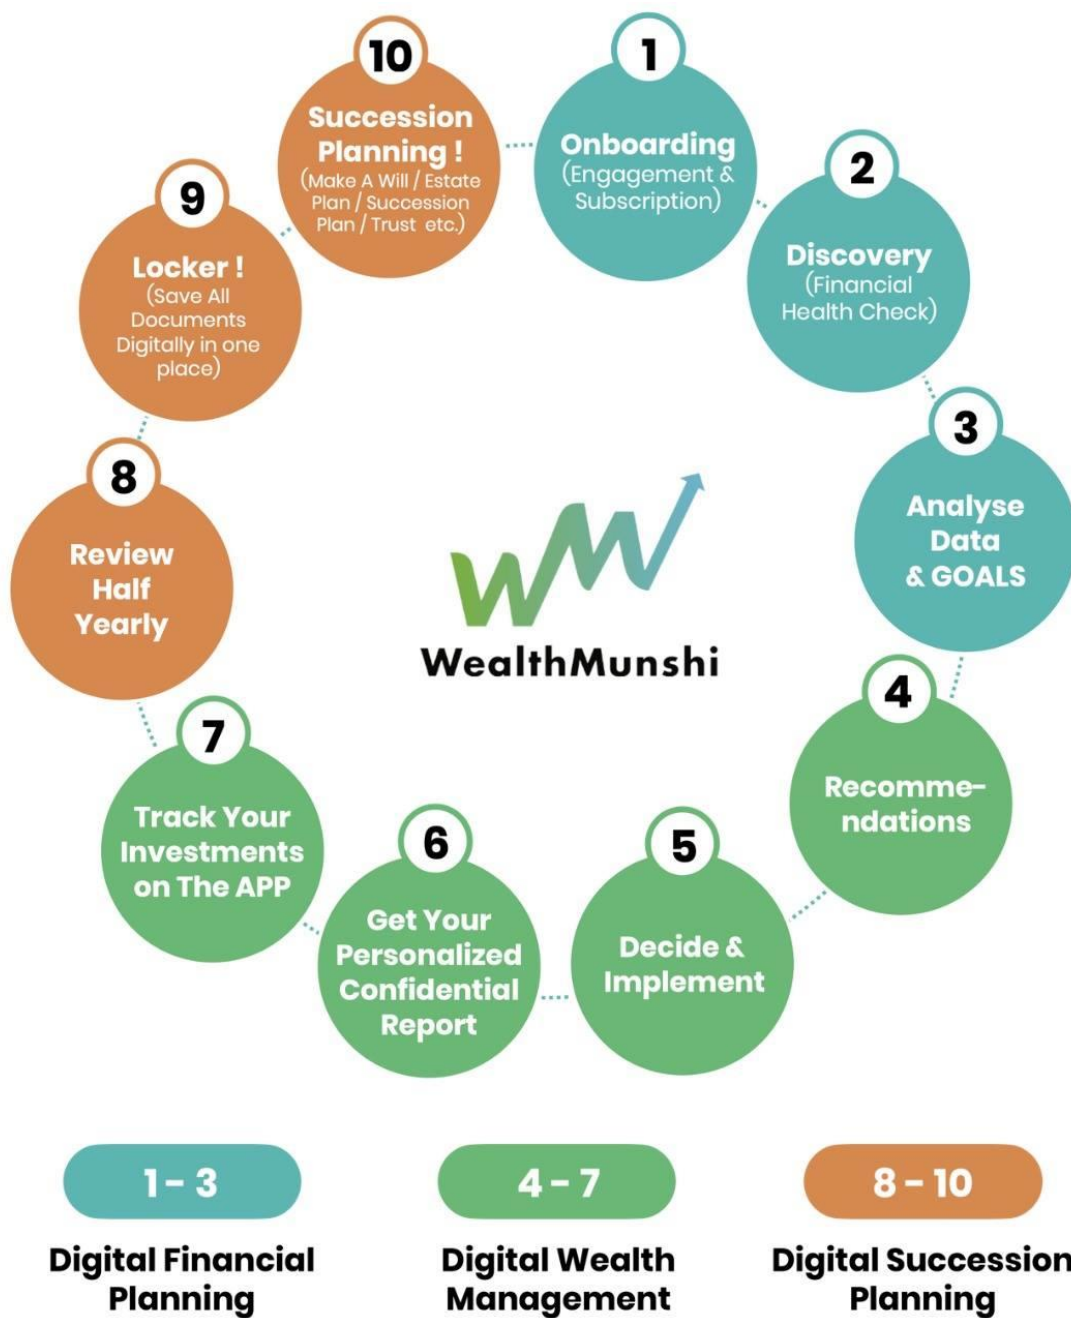 1
Onboarding
(Engagement &
Subscription)
2
Discovery
(Financial
Health Check)
3
Analyse
Data
& GOALS
4
Recomme-
ndations
5
Decide &
Implement
6
Get Your
Personalized
Confidential
Report
7
Track Your
Investments
on The APP
8
Review
Half
Yearly
9
Locker !
(Save All
Documents
Digitally in one
place)
10
Succession
Planning !
(Make A Will / Estate
Plan / Succession
Plan / Trust etc.)
WM
WealthMunshi
1 - 3
Digital Financial
Planning
4 - 7
Digital Wealth
Management
8 - 10
Digital Succession
Planning